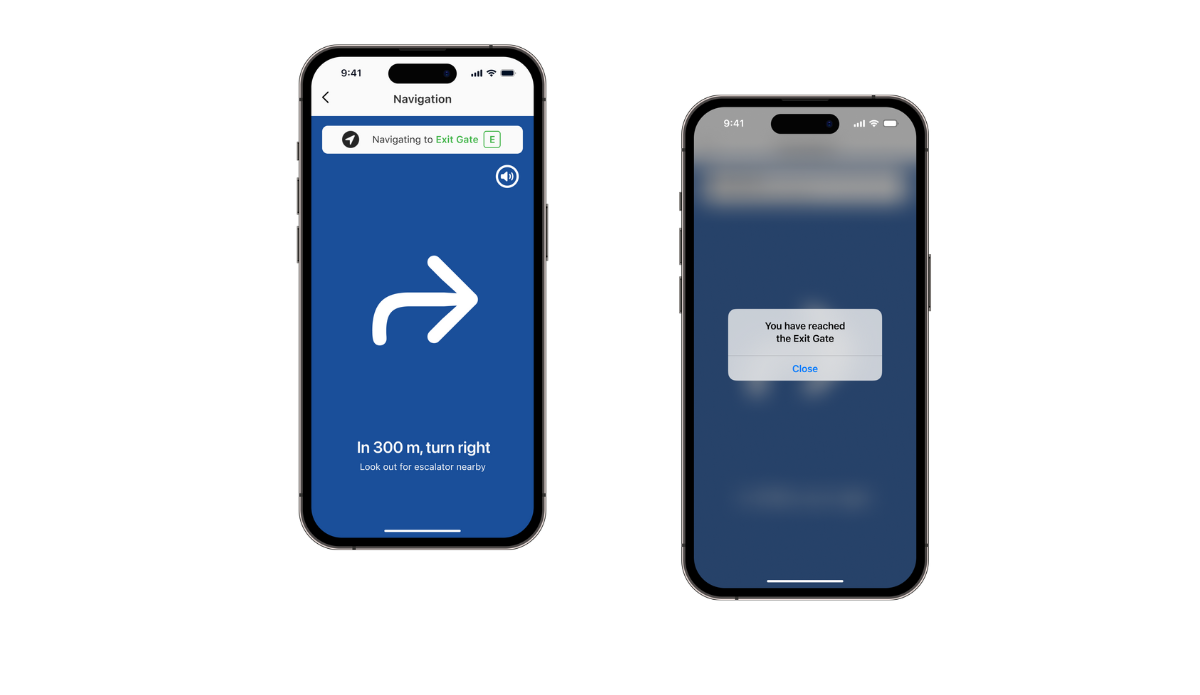 9:41
Navigation
Navigating to Exit Gate E
In 300 m, turn right
Look out for escalator nearby
9:41
You have reached
the Exit Gate
Close